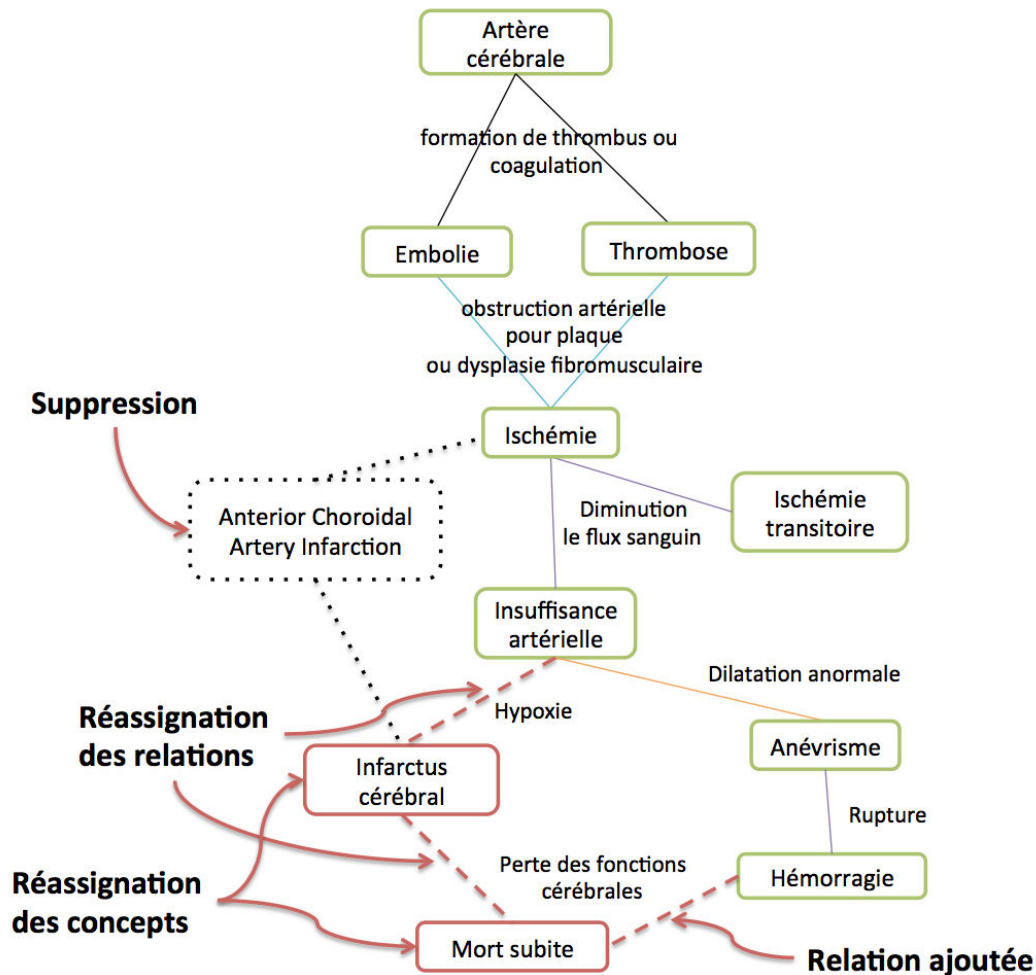 Artère
cérébrale
formation de thrombus ou
coagulation
Embolie
Thrombose
obstruction artérielle
pour plaque
ou dysplasie fibromusculaire
Suppression
Ischémie
Anterior Choroidal
Artery Infarction
Diminution
le flux sanguin
Ischémie
transitoire
Insuffisance
artérielle
Dilatation anormale
Hypoxie
Réassignation
des relations
Anévrisme
Infarctus
cérébral
Rupture
Réassignation
des concepts
Perte des fonctions
cérébrales
Hémorragie
Mort subite
Relation ajoutée